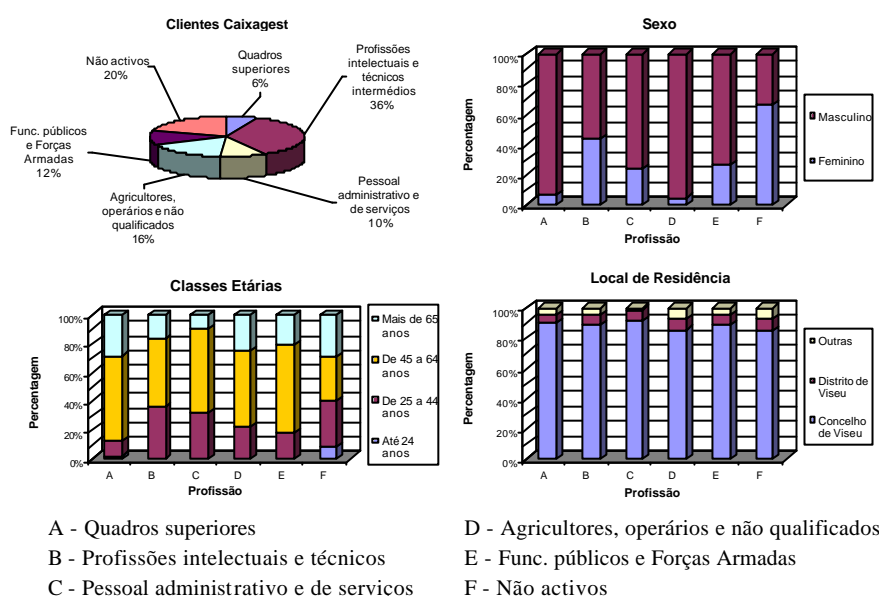 Clientes Caixagest
Não activos
20%
Quadros
superiores
6%
Profissões
intelectuais e
técnicos
intermédios
36%
Func. públicos
e Forças
Armadas
12%
Agricultores,
operários e não
qualificados
16%
Pessoal
administrativo e
de serviços
10%
Sexo
Percentagem
100%
80%
60%
40%
20%
0%
A B C D E F
Profissão
Masculino
Feminino
Classes Etárias
Percentagem
100%
80%
60%
40%
20%
0%
A B C D E F
Profissão
Mais de 65
anos
De 45 a 64
anos
De 25 a 44
anos
Até 24
anos
Local de Residência
Percentagem
100%
80%
60%
40%
20%
0%
A B C D E F
Profissão
Outras
Distrito de
Viseu
Concelho
de Viseu
A - Quadros superiores
B - Profissões intelectuais e técnicos
C - Pessoal administrativo e de serviços
D - Agricultores, operários e não qualificados
E - Func. públicos e Forças Armadas
F - Não activos